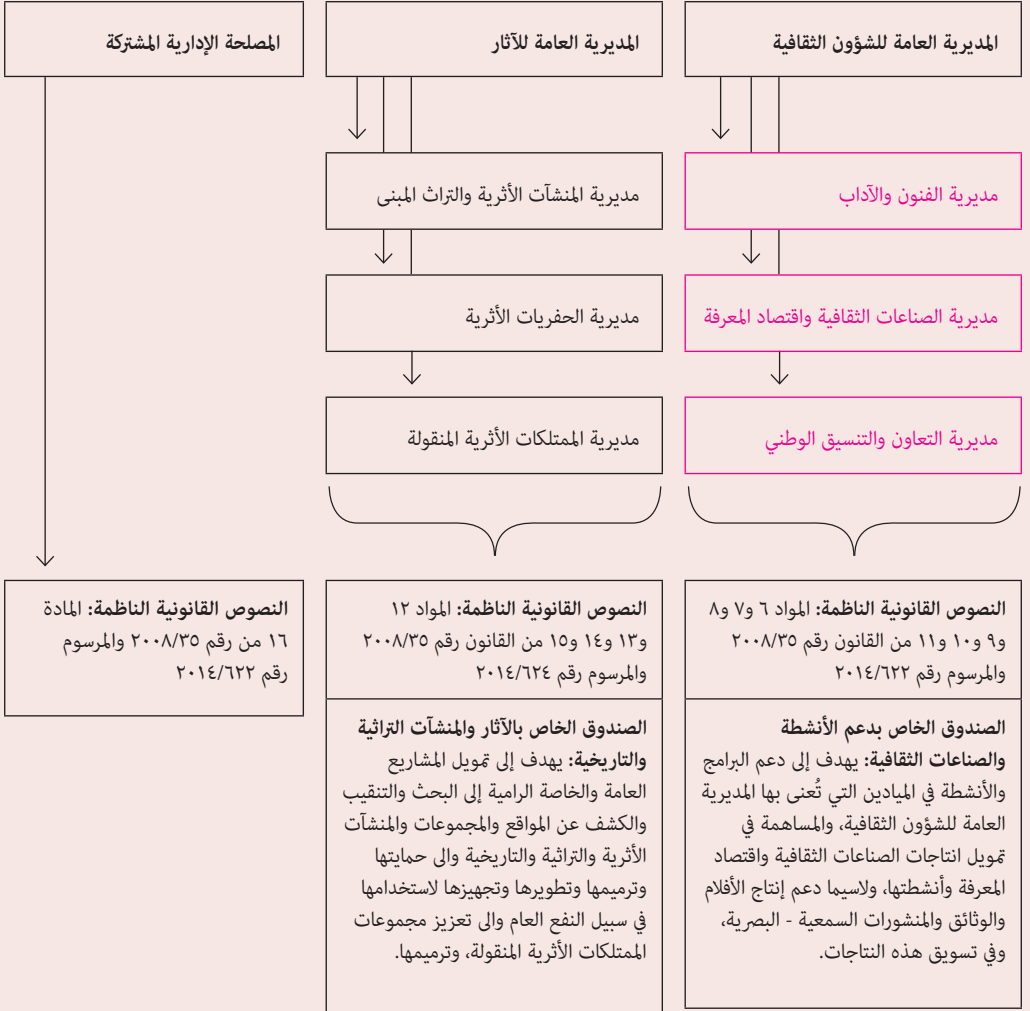 المديرية العامة للشؤون الثقافية
المديرية العامة للآثار
المصلحة الإدارية المشتركة
مديرية الفنون والآداب
مديرية المنشآت الأثرية والتراث المبنى
مديرية الصناعات الثقافية واقتصاد المعرفة
مديرية الحفريات الأثرية
مديرية التعاون والتنسيق الوطني
مديرية الممتلكات الأثرية المنقولة
النصوص القانونية الناظمة: المواد ٦ و٧ و٨
و٩ و١٠ و١١ من القانون رقم ٢٠٠٨/٣٥
والمرسوم رقم ٢٠١٤/٦٢٢
الصندوق الخاص بدعم الأنشطة
والصناعات الثقافية: يهدف إلى دعم البرامج
والأنشطة في الميادين التي تُعنى بها المديرية
العامة للشؤون الثقافية، والمساهمة في
تمويل انتاجات الصناعات الثقافية واقتصاد
المعرفة وأنشطتها، ولاسيما دعم إنتاج الأفلام
والوثائق والمنشورات السمعية - البصرية،
وفي تسويق هذه النتاجات.
النصوص القانونية الناظمة: المواد ١٢
و١٣ و١٤ و١٥ من القانون رقم ٢٠٠٨/٣٥
والمرسوم رقم ٢٠١٤/٦٢٤
الصندوق الخاص بالآثار والمنشآت التراثية
والتاريخية: يهدف إلى تمويل المشاريع
العامة والخاصة الرامية إلى البحث والتنقيب
والكشف عن المواقع والمجموعات والمنشآت
الأثرية والتراثية والتاريخية والى حمايتها
وترميمها وتطويرها وتجهيزها لاستخدامها
في سبيل النفع العام والى تعزيز مجموعات
الممتلكات الأثرية المنقولة، وترميمها.
النصوص القانونية الناظمة: المادة
١٦ من رقم ٢٠٠٨/٣٥ والمرسوم
رقم ٢٠١٤/٦٢٢